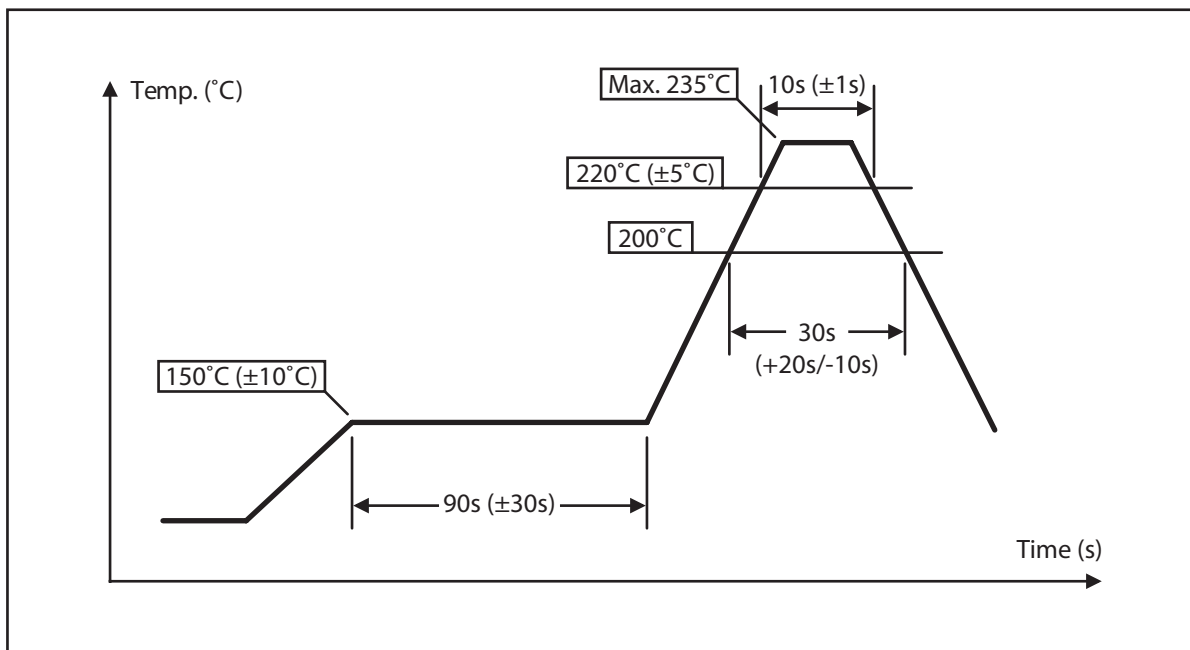 Temp. (˚C)
Max. 235˚C
10s (±1s)
220˚C (±5˚C)
200˚C
30s
(+20s/-10s)
150˚C (±10˚C)
90s (±30s)
Time (s)